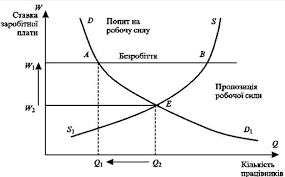 W
Ставка
заробітної
плати
D
Попит на
робочу силу
S
A
Безробіття
B
W1
Пропозиція
робочої сили
W2
E
S1
D1
Q
Q1
Q2
Кількість
працівників